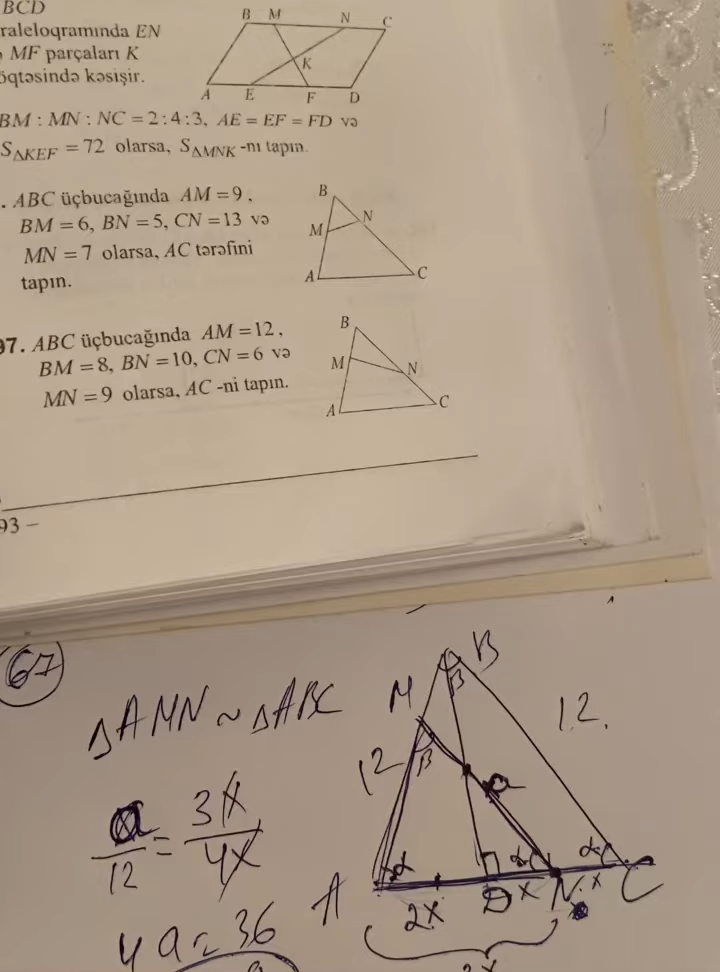 BCD
raleloqramında EN
MF parçaları K
öqtəsində kəsişir.
B M N C
K
A E F D
BM : MN : NC = 2:4:3, AE = EF = FD və
S△KEF = 72 olarsa, S△MNK -nı tapın.
. ABC üçbucağında AM = 9,
BM = 6, BN = 5, CN = 13 və
MN = 7 olarsa, AC tərəfini
tapın.
B
N
M
A C
97. ABC üçbucağında AM = 12,
BM = 8, BN = 10, CN = 6 və
MN = 9 olarsa, AC -ni tapın.
B
M
N
A C
93 –
67
△AMN ~ △ABC
a/12 = 3x/4x
4a = 36
B
M β
12 β a 12.
α α α
A 2x D x N x C